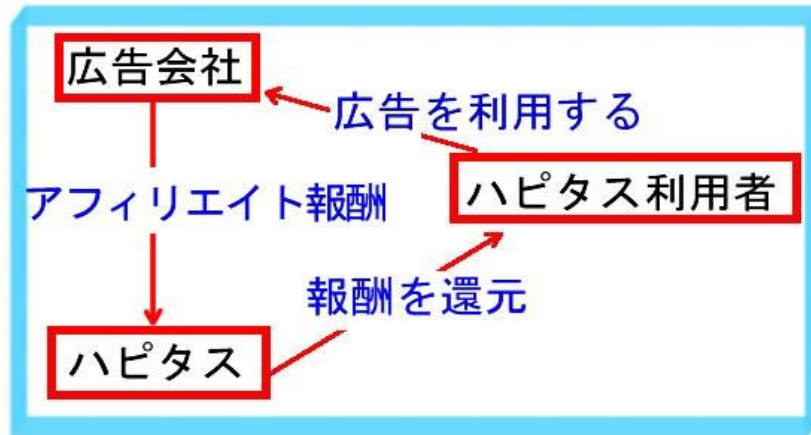 広告会社
広告を利用する
ハピタス利用者
アフィリエイト報酬
報酬を還元
ハピタス